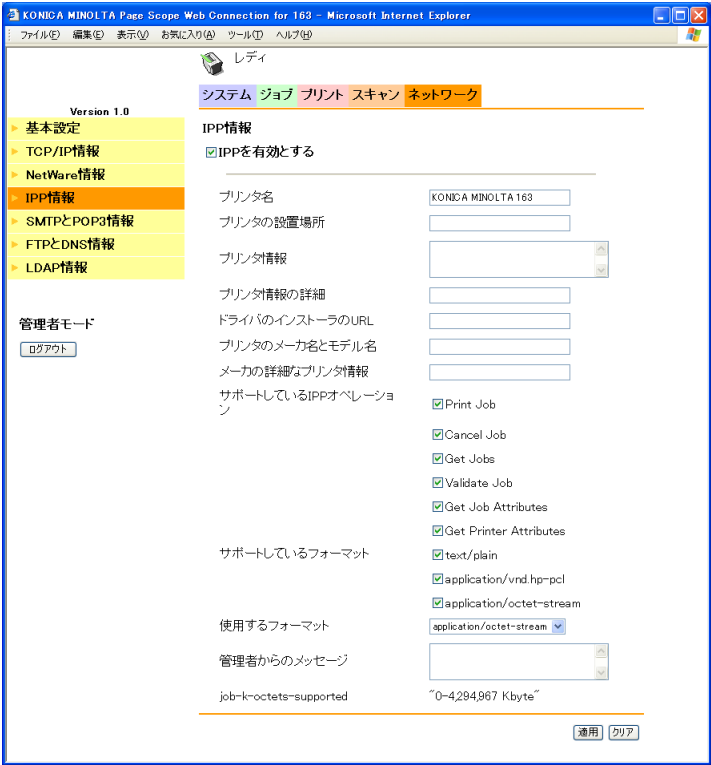 KONICA MINOLTA Page Scope Web Connection for 163 - Microsoft Internet Explorer
ファイル(F) 編集(E) 表示(V) お気に入り(A) ツール(T) ヘルプ(H)
レディ
システム ジョブ プリント スキャン ネットワーク
Version 1.0
基本設定
TCP/IP情報
NetWare情報
IPP情報
SMTPとPOP3情報
FTPとDNS情報
LDAP情報
管理者モード
ログアウト
IPP情報
IPPを有効とする
プリンタ名 KONICA MINOLTA 163
プリンタの設置場所
プリンタ情報
プリンタ情報の詳細
ドライバのインストーラのURL
プリンタのメーカ名とモデル名
メーカの詳細なプリンタ情報
サポートしているIPPオペレーショ
ン
Print Job
Cancel Job
Get Jobs
Validate Job
Get Job Attributes
Get Printer Attributes
サポートしているフォーマット text/plain
application/vnd.hp-pcl
application/octet-stream
使用するフォーマット application/octet-stream
管理者からのメッセージ
job-k-octets-supported "0-4,294,967 Kbyte"
適用 クリア